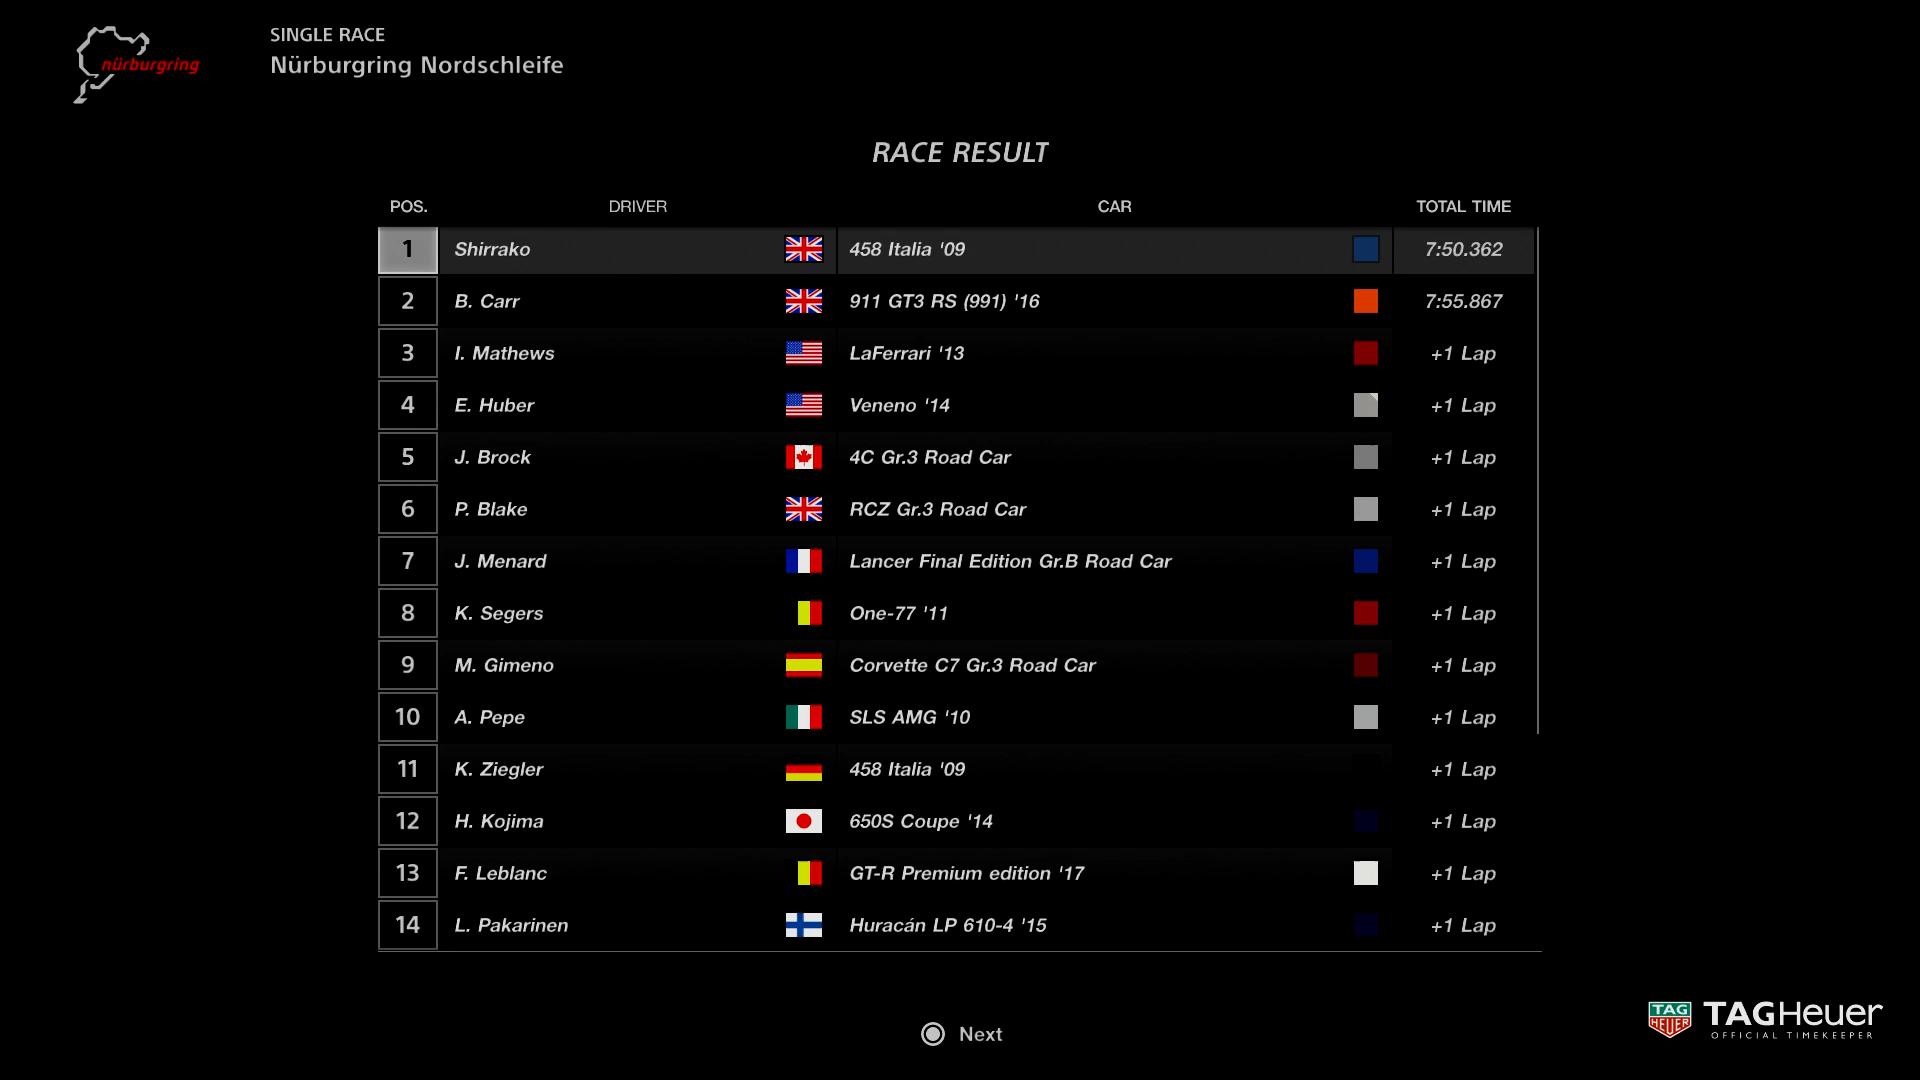 nürburgring
SINGLE RACE
Nürburgring Nordschleife
RACE RESULT
POS. DRIVER CAR TOTAL TIME
1 Shirrako 458 Italia '09 7:50.362
2 B. Carr 911 GT3 RS (991) '16 7:55.867
3 I. Mathews LaFerrari '13 +1 Lap
4 E. Huber Veneno '14 +1 Lap
5 J. Brock 4C Gr.3 Road Car +1 Lap
6 P. Blake RCZ Gr.3 Road Car +1 Lap
7 J. Menard Lancer Final Edition Gr.B Road Car +1 Lap
8 K. Segers One-77 '11 +1 Lap
9 M. Gimeno Corvette C7 Gr.3 Road Car +1 Lap
10 A. Pepe SLS AMG '10 +1 Lap
11 K. Ziegler 458 Italia '09 +1 Lap
12 H. Kojima 650S Coupe '14 +1 Lap
13 F. Leblanc GT-R Premium edition '17 +1 Lap
14 L. Pakarinen Huracán LP 610-4 '15 +1 Lap
Next
TAG HEUER
TAGHeuer
OFFICIAL TIMEKEEPER